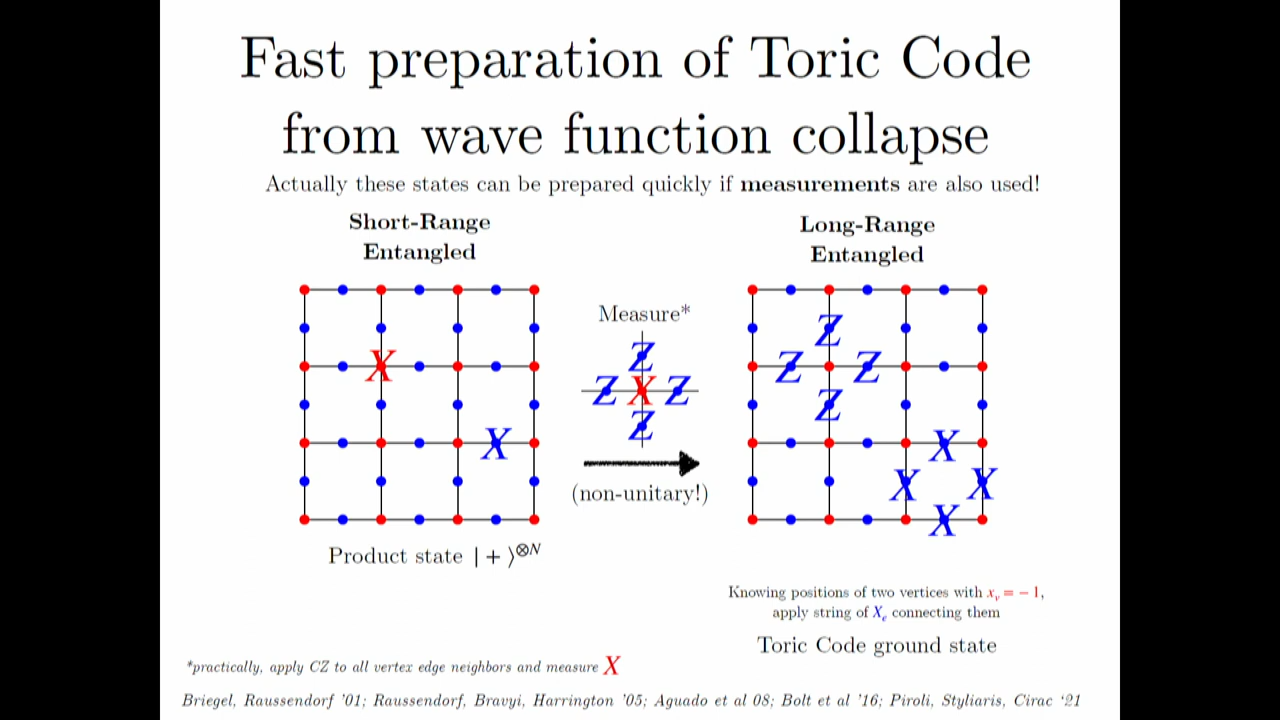 Fast preparation of Toric Code
from wave function collapse
Actually these states can be prepared quickly if measurements are also used!
Short-Range
Entangled
X
X
Product state | + ⟩⊗N
Measure*
Z
Z X Z
Z
(non-unitary!)
Long-Range
Entangled
Z
Z Z
Z
X
X X
X
Knowing positions of two vertices with xᵥ = − 1,
apply string of Xₑ connecting them
Toric Code ground state
*practically, apply CZ to all vertex edge neighbors and measure X
Briegel, Raussendorf '01; Raussendorf, Bravyi, Harrington '05; Aguado et al 08; Bolt et al '16; Piroli, Styliaris, Cirac '21